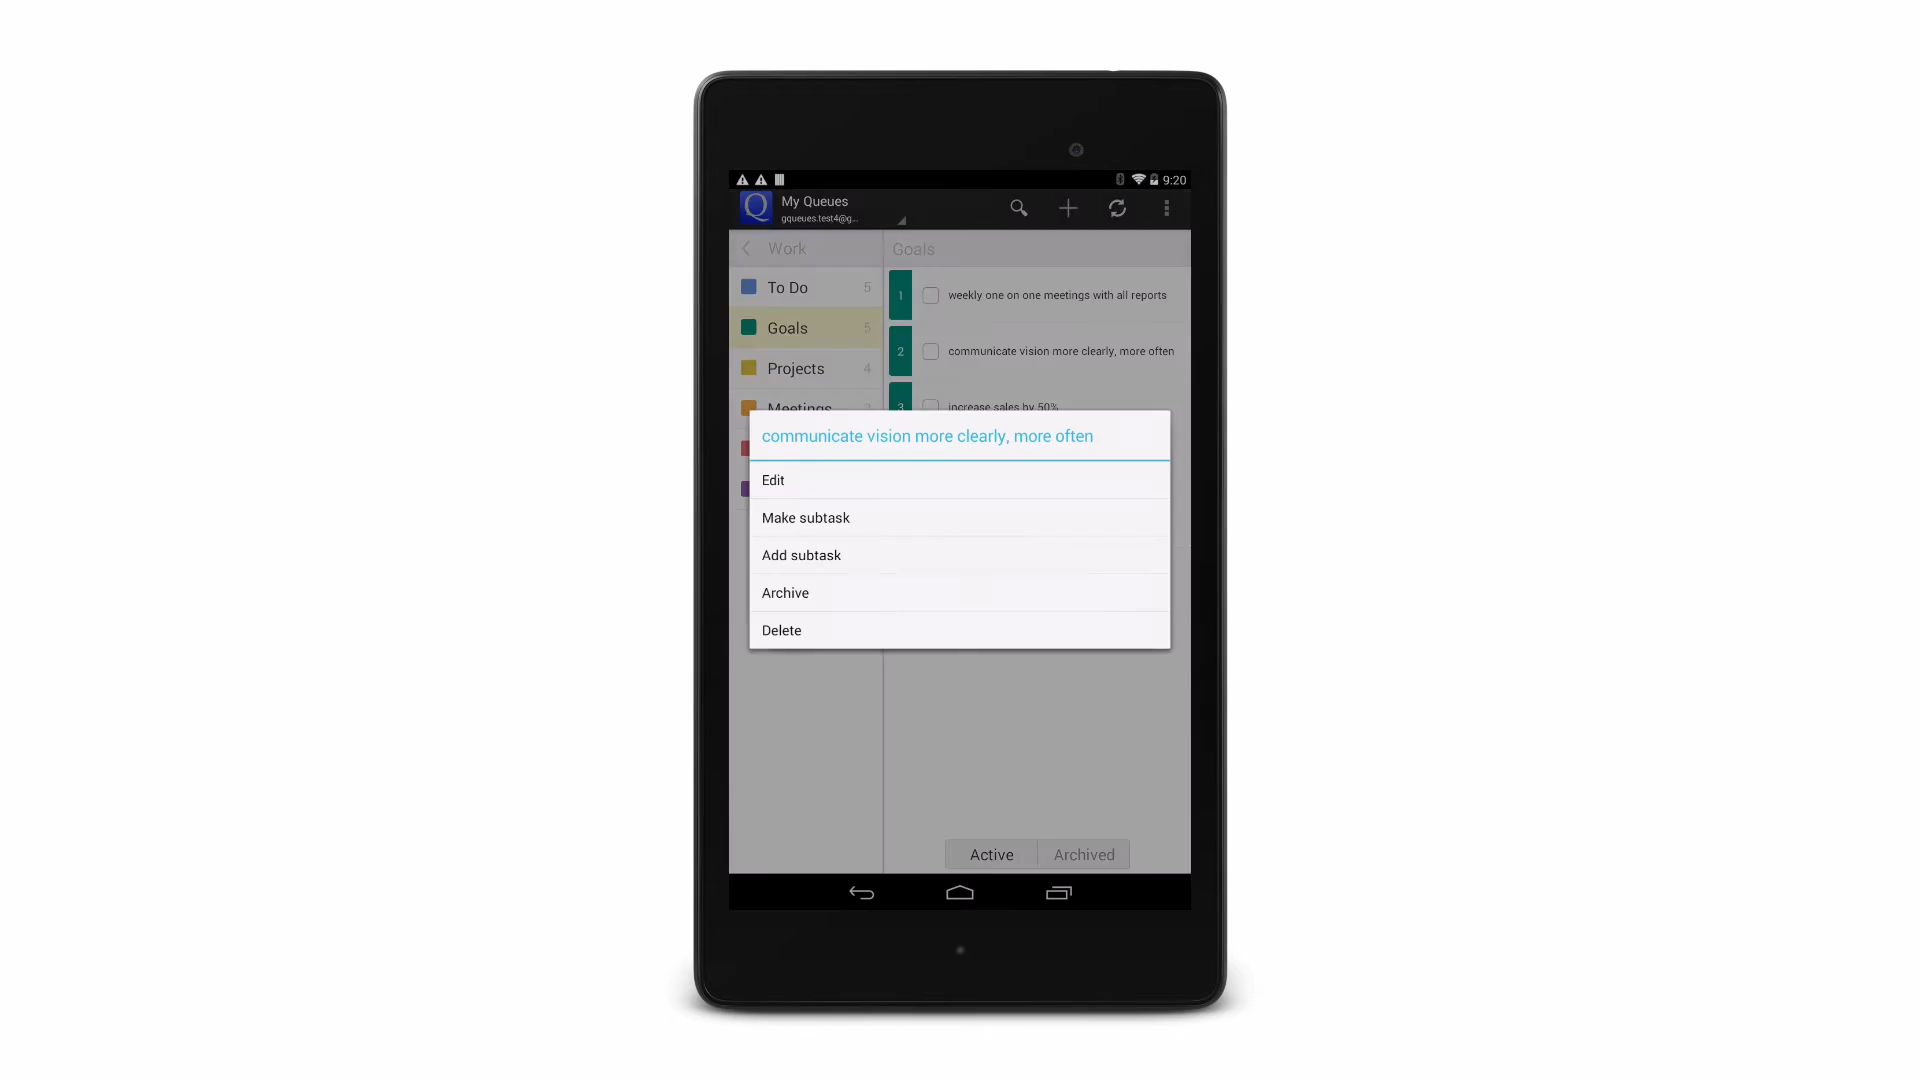 9:20
Q
My Queues
gqueues.test4@g...
Work
Goals
To Do 5
Goals 5
Projects 4
Meetings
1 weekly one on one meetings with all reports
2 communicate vision more clearly, more often
3 increase sales by 50%
communicate vision more clearly, more often
Edit
Make subtask
Add subtask
Archive
Delete
Active
Archived